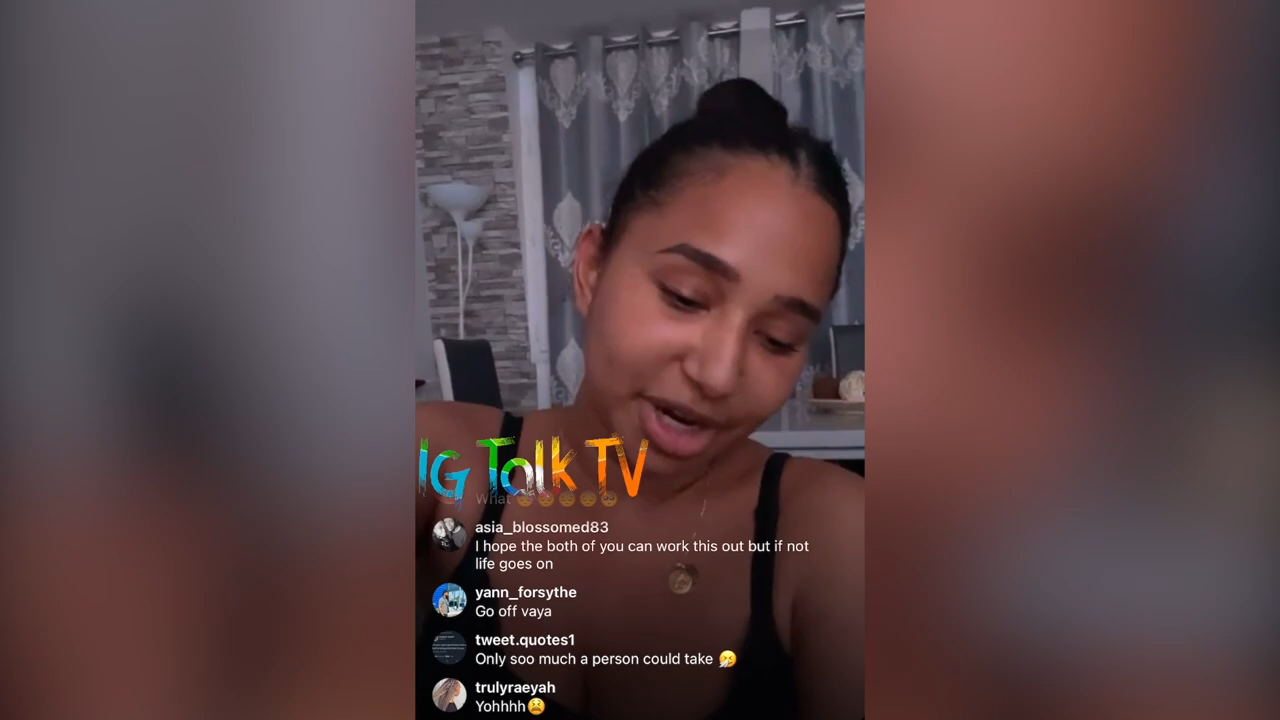 IG Talk TV
What 😔😔😔😔😔
asia_blossomed83
I hope the both of you can work this out but if not
life goes on
yann_forsythe
Go off vaya
tweet.quotes1
Only soo much a person could take 🤧
trulyraeyah
Yohhhh😫